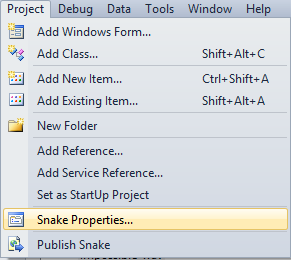 Project Debug Data Tools Window Help
Add Windows Form...
Add Class... Shift+Alt+C
Add New Item... Ctrl+Shift+A
Add Existing Item... Shift+Alt+A
New Folder
Add Reference...
Add Service Reference...
Set as StartUp Project
Snake Properties...
Publish Snake